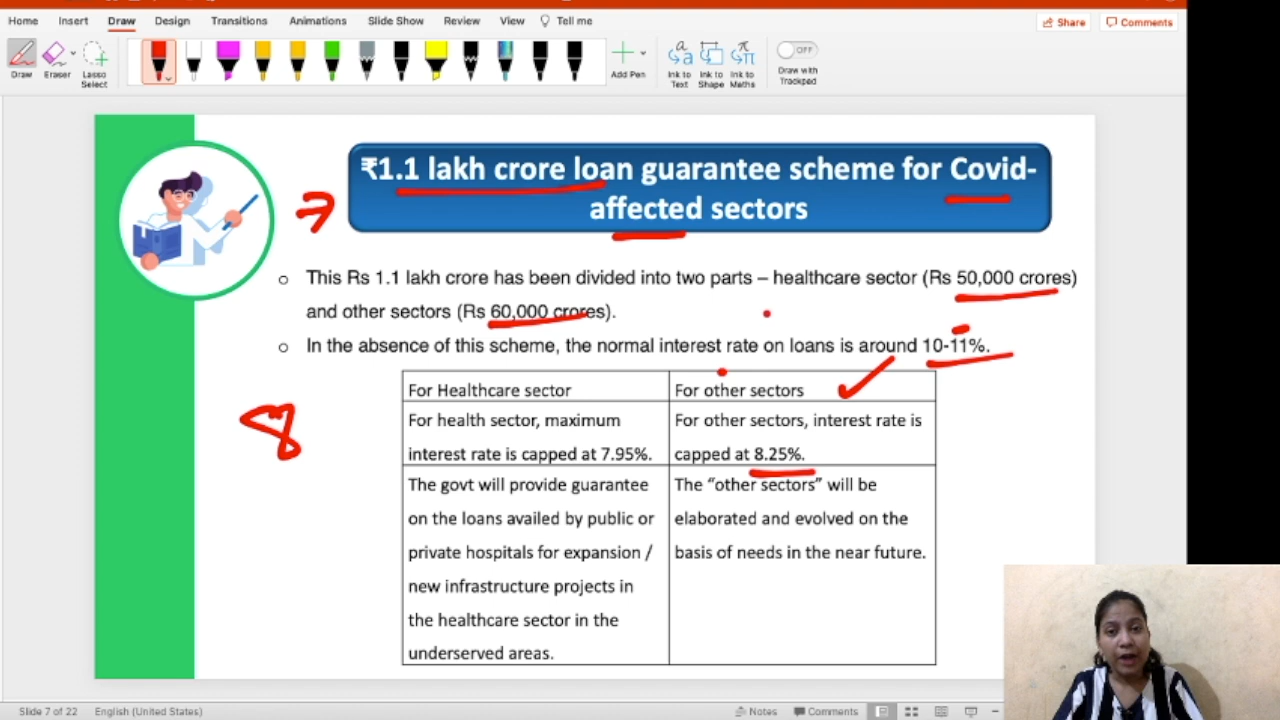 Home Insert Draw Design Transitions Animations Slide Show Review View Tell me
Share Comments
Draw Eraser Lasso Select Add Pen Ink to Text Ink to Shape Ink to Maths OFF Draw with Trackpad
₹1.1 lakh crore loan guarantee scheme for Covid-
affected sectors
o This Rs 1.1 lakh crore has been divided into two parts – healthcare sector (Rs 50,000 crores)
and other sectors (Rs 60,000 crores).
o In the absence of this scheme, the normal interest rate on loans is around 10-11%.
8
For Healthcare sector
For other sectors
For health sector, maximum
interest rate is capped at 7.95%.
For other sectors, interest rate is
capped at 8.25%.
The govt will provide guarantee
on the loans availed by public or
private hospitals for expansion /
new infrastructure projects in
the healthcare sector in the
underserved areas.
The “other sectors” will be
elaborated and evolved on the
basis of needs in the near future.
Slide 7 of 22 English (United States) Notes Comments